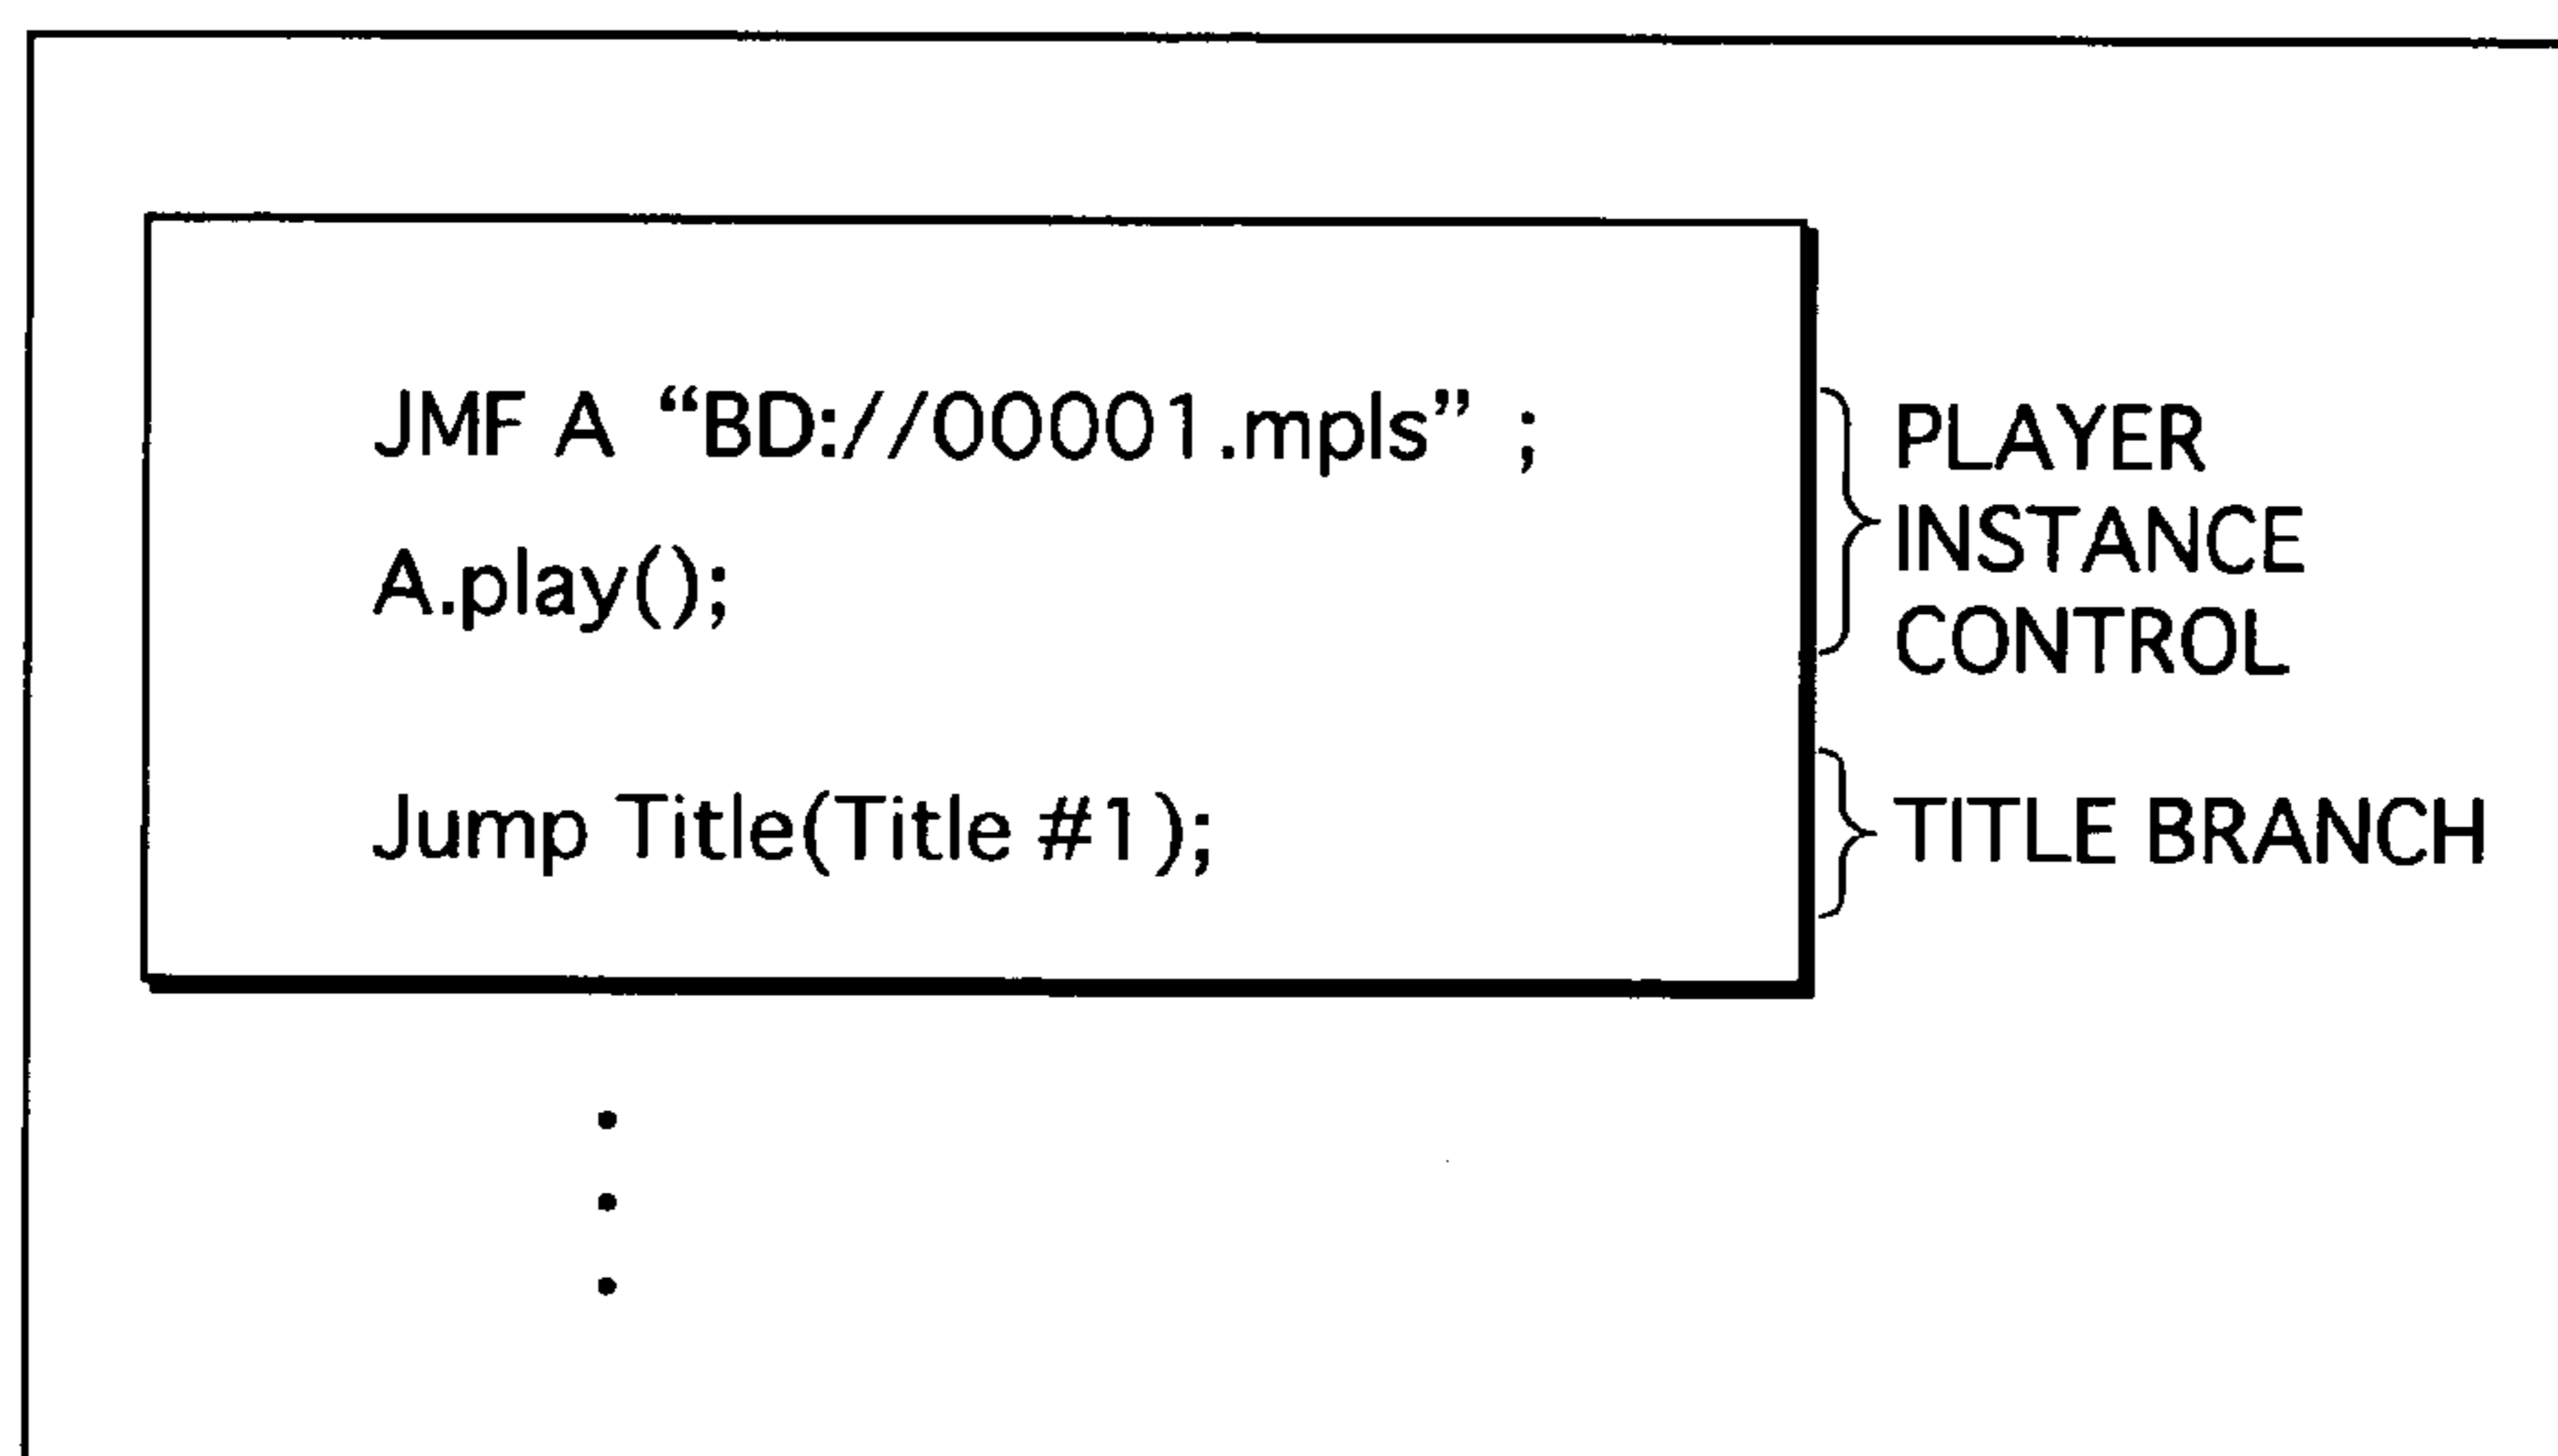 JMF A “BD://00001.mpls” ;
A.play();
Jump Title(Title #1);
PLAYER
INSTANCE
CONTROL
TITLE BRANCH